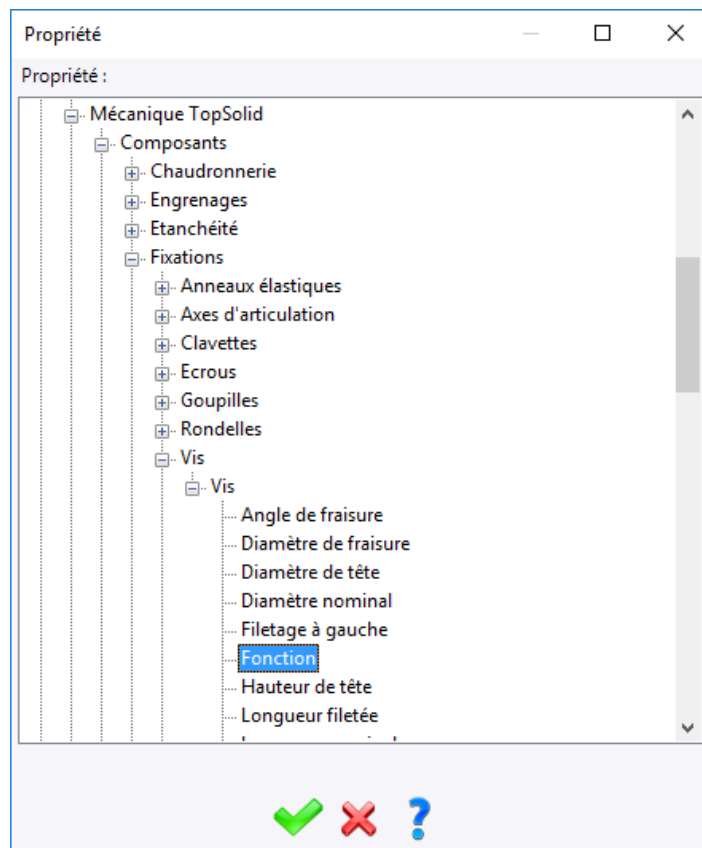 Propriété
Propriété :
Mécanique TopSolid
Composants
Chaudronnerie
Engrenages
Etanchéité
Fixations
Anneaux élastiques
Axes d'articulation
Clavettes
Ecrous
Goupilles
Rondelles
Vis
Vis
Angle de fraisure
Diamètre de fraisure
Diamètre de tête
Diamètre nominal
Filetage à gauche
Fonction
Hauteur de tête
Longueur filetée